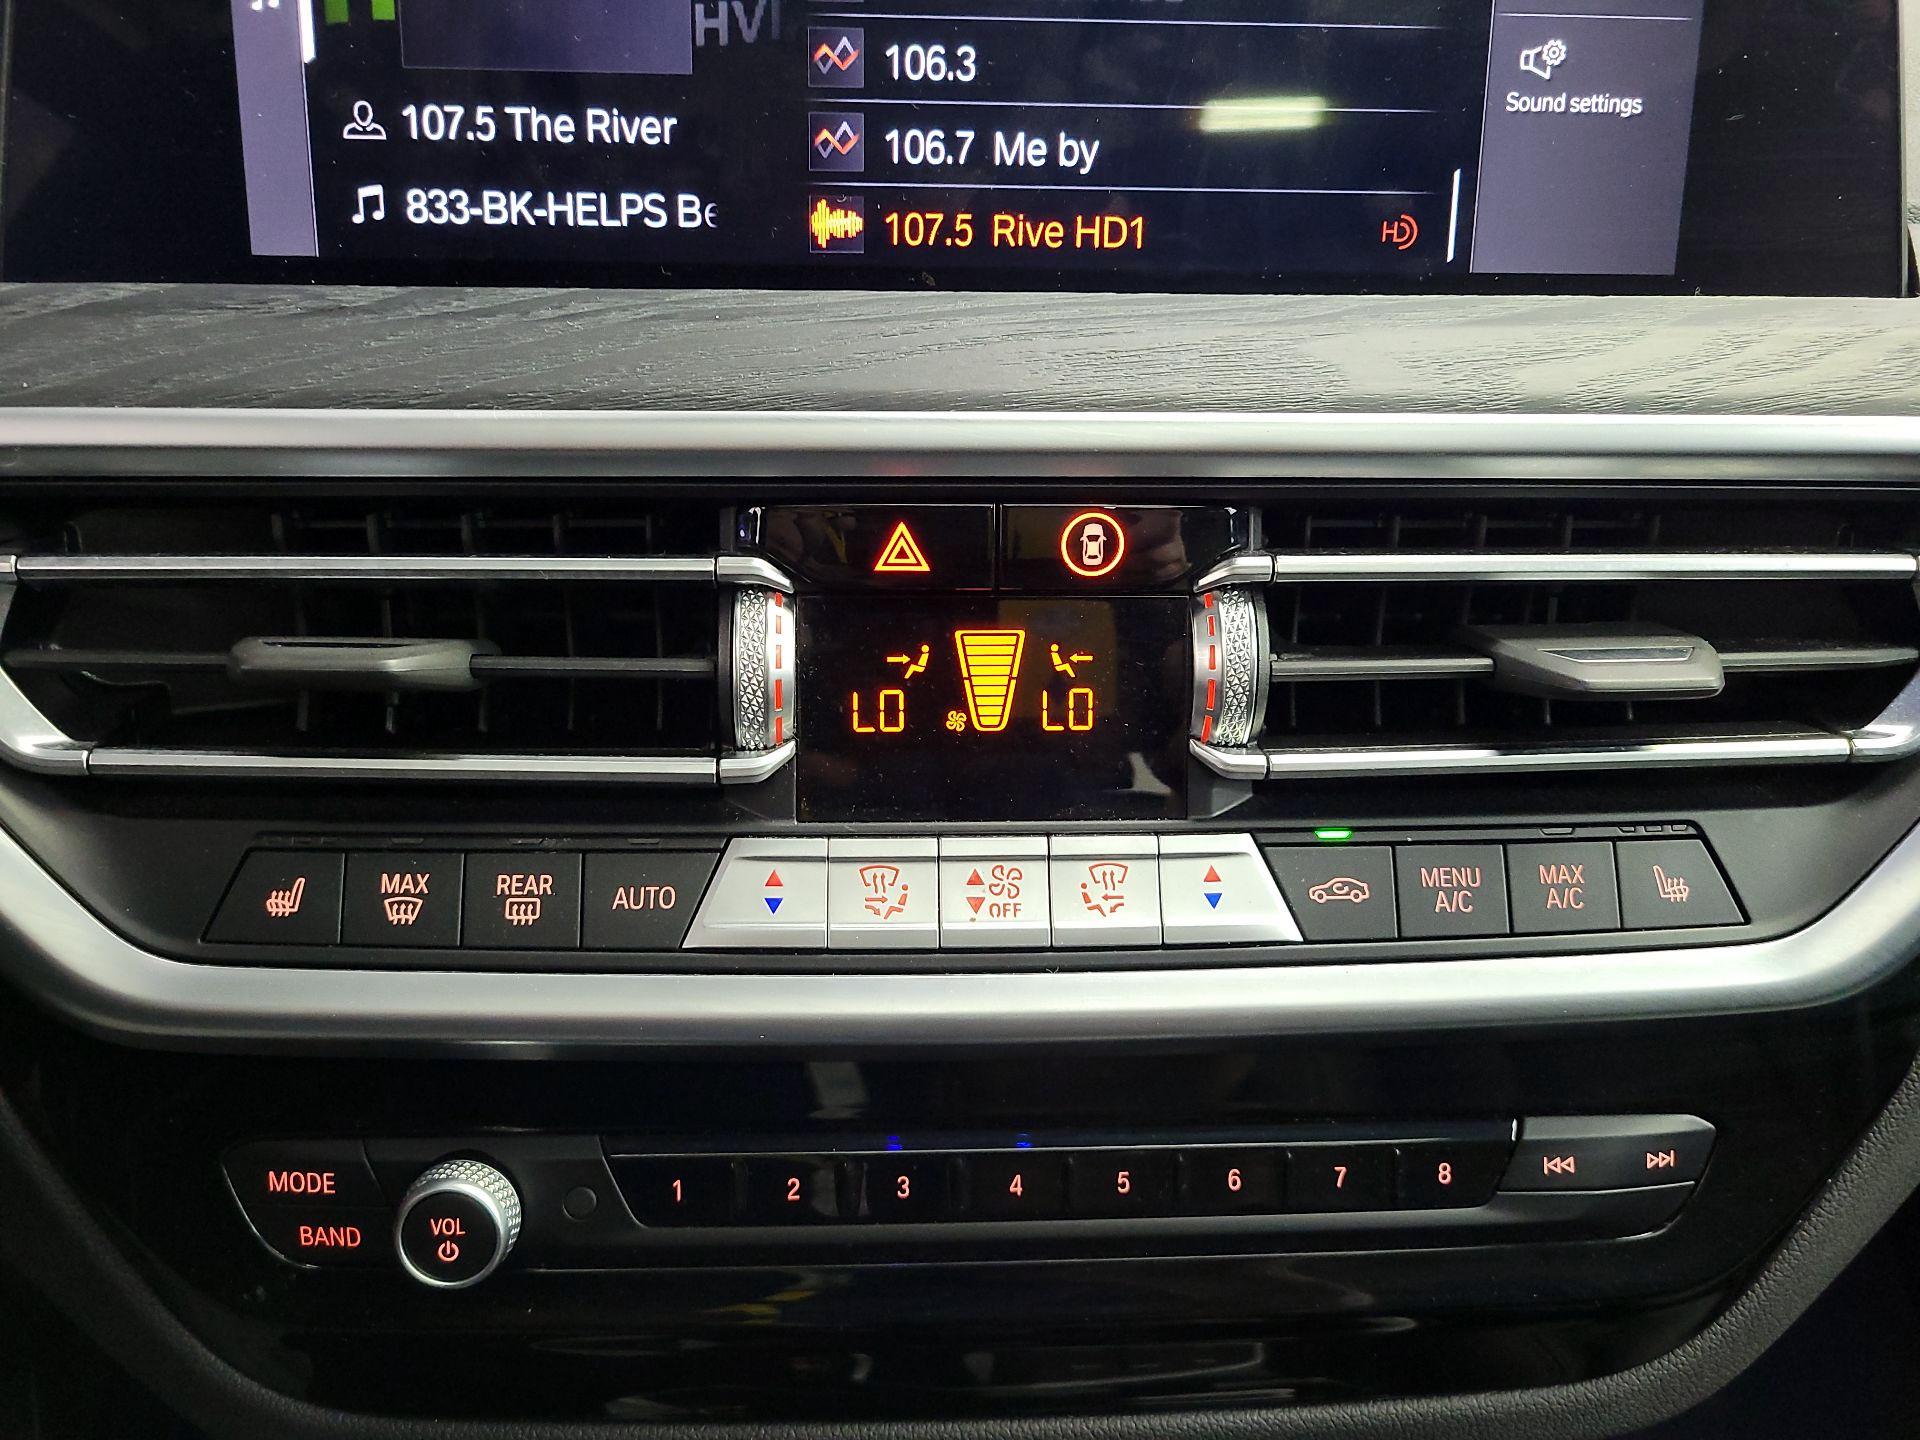 106.3
Sound settings
107.5 The River
106.7 Me by
833-BK-HELPS Be
107.5 Rive HD1
HD
LO
LO
MAX
REAR
AUTO
OFF
MENU
A/C
MAX
A/C
MODE
BAND
VOL
1
2
3
4
5
6
7
8